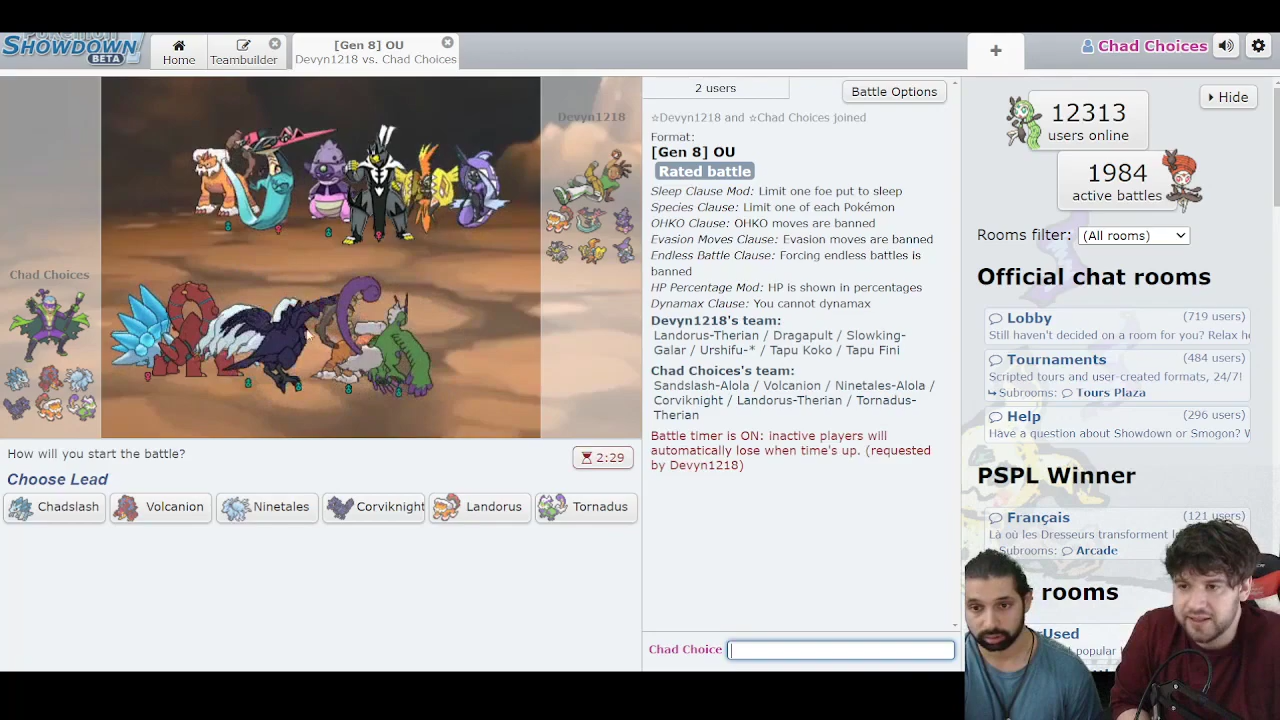 SHOWDOWN!
BETA
Home
Teambuilder
[Gen 8] OU
Devyn1218 vs. Chad Choices
+
Chad Choices
Devyn1218
Chad Choices
2 users
Battle Options
☆Devyn1218 and ☆Chad Choices joined
Format:
[Gen 8] OU
Rated battle
Sleep Clause Mod: Limit one foe put to sleep
Species Clause: Limit one of each Pokémon
OHKO Clause: OHKO moves are banned
Evasion Moves Clause: Evasion moves are banned
Endless Battle Clause: Forcing endless battles is
banned
HP Percentage Mod: HP is shown in percentages
Dynamax Clause: You cannot dynamax
Devyn1218's team:
Landorus-Therian / Dragapult / Slowking-
Galar / Urshifu-* / Tapu Koko / Tapu Fini
Chad Choices's team:
Sandslash-Alola / Volcanion / Ninetales-Alola /
Corviknight / Landorus-Therian / Tornadus-
Therian
Battle timer is ON: inactive players will
automatically lose when time's up. (requested
by Devyn1218)
Chad Choice
How will you start the battle?
2:29
Choose Lead
Chadslash
Volcanion
Ninetales
Corviknight
Landorus
Tornadus
12313
users online
Hide
1984
active battles
Rooms filter: (All rooms)
Official chat rooms
Lobby (719 users)
Still haven't decided on a room for you? Relax he
Tournaments (484 users)
Scripted tours and user-created formats, 24/7!
↳ Subrooms: Tours Plaza
Help (296 users)
Have a question about Showdown or Smogon? W
PSPL Winner
Français (121 users)
Là où les Dresseurs transforment le
Subrooms: Arcade
rooms
Used
popular